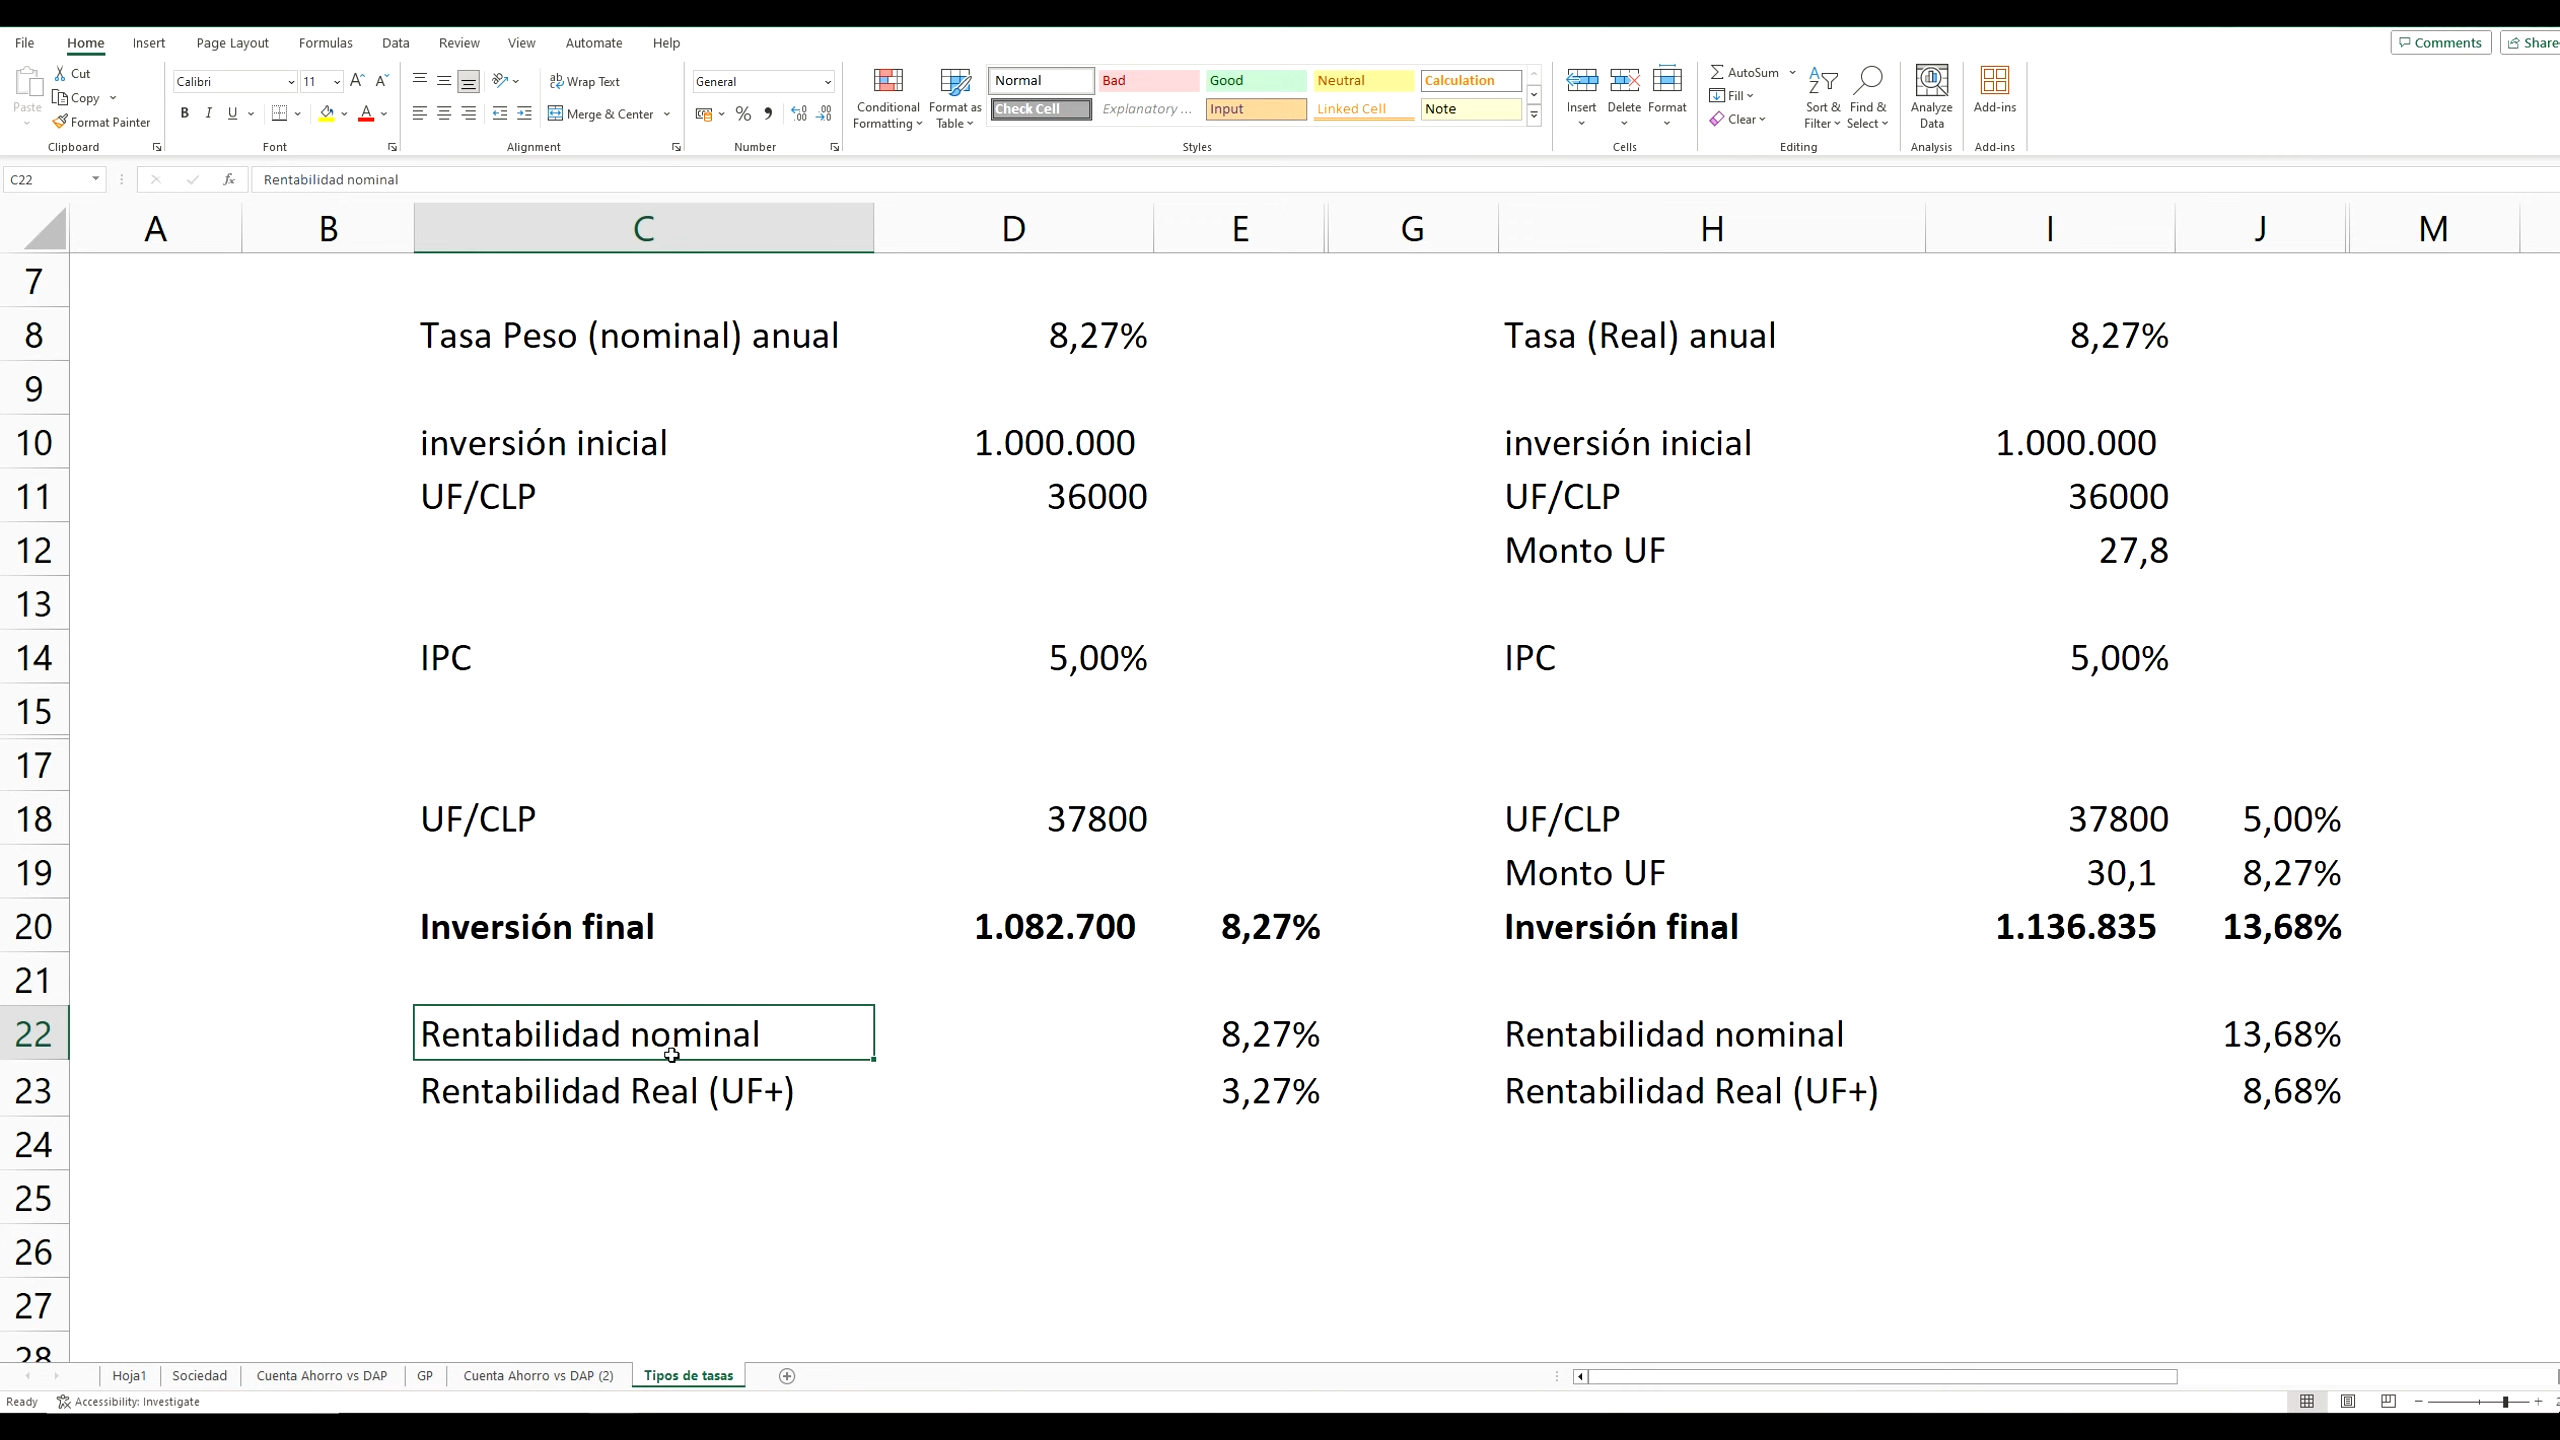 File Home Insert Page Layout Formulas Data Review View Automate Help Comments Share
Paste Cut Copy Format Painter Clipboard
Calibri 11 A A B I U A Font
ab Wrap Text Merge & Center Alignment
General % Number
Conditional Formatting Format as Table
Normal Bad Good Neutral Calculation
Check Cell Explanatory ... Input Linked Cell Note
Styles
Insert Delete Format Cells
AutoSum Fill Clear Sort & Filter Find & Select Editing
Analyze Data Analysis
Add-ins Add-ins
C22 fx Rentabilidad nominal
A B C D E G H I J M
7
8 Tasa Peso (nominal) anual 8,27% Tasa (Real) anual 8,27%
9
10 inversión inicial 1.000.000 inversión inicial 1.000.000
11 UF/CLP 36000 UF/CLP 36000
12 Monto UF 27,8
13
14 IPC 5,00% IPC 5,00%
15
17
18 UF/CLP 37800 UF/CLP 37800 5,00%
19 Monto UF 30,1 8,27%
20 Inversión final 1.082.700 8,27% Inversión final 1.136.835 13,68%
21
22 Rentabilidad nominal 8,27% Rentabilidad nominal 13,68%
23 Rentabilidad Real (UF+) 3,27% Rentabilidad Real (UF+) 8,68%
24
25
26
27
28
Hoja1 Sociedad Cuenta Ahorro vs DAP GP Cuenta Ahorro vs DAP (2) Tipos de tasas
Ready Accessibility: Investigate